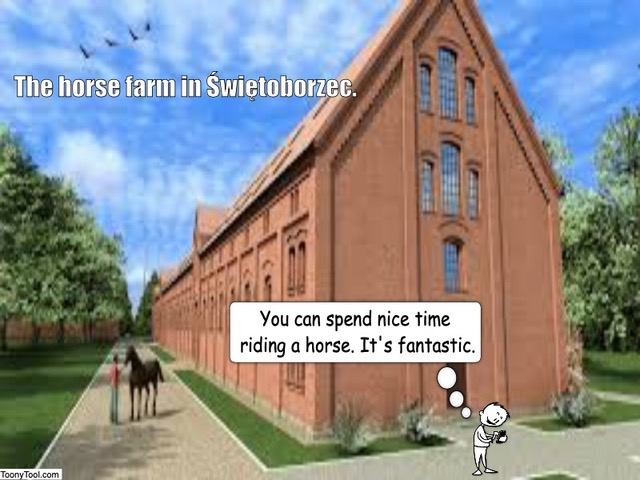 The horse farm in Świętoborzec.
You can spend nice time
riding a horse. It's fantastic.
ToonyTool.com